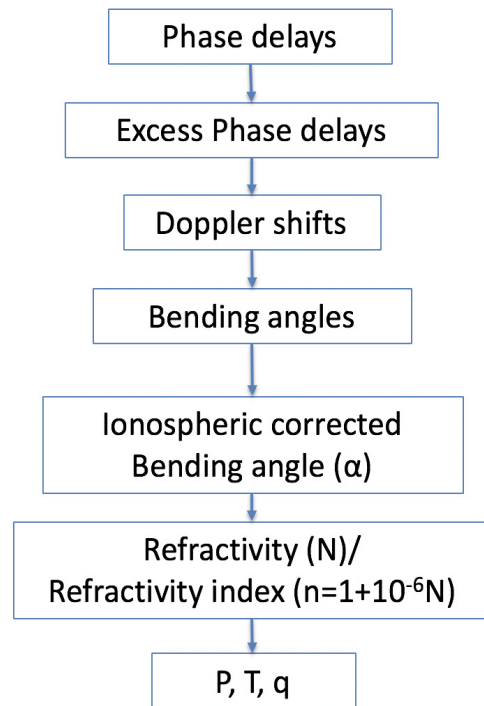 Phase delays
Excess Phase delays
Doppler shifts
Bending angles
Ionospheric corrected
Bending angle (α)
Refractivity (N)/
Refractivity index (n=1+10⁻⁶N)
P, T, q